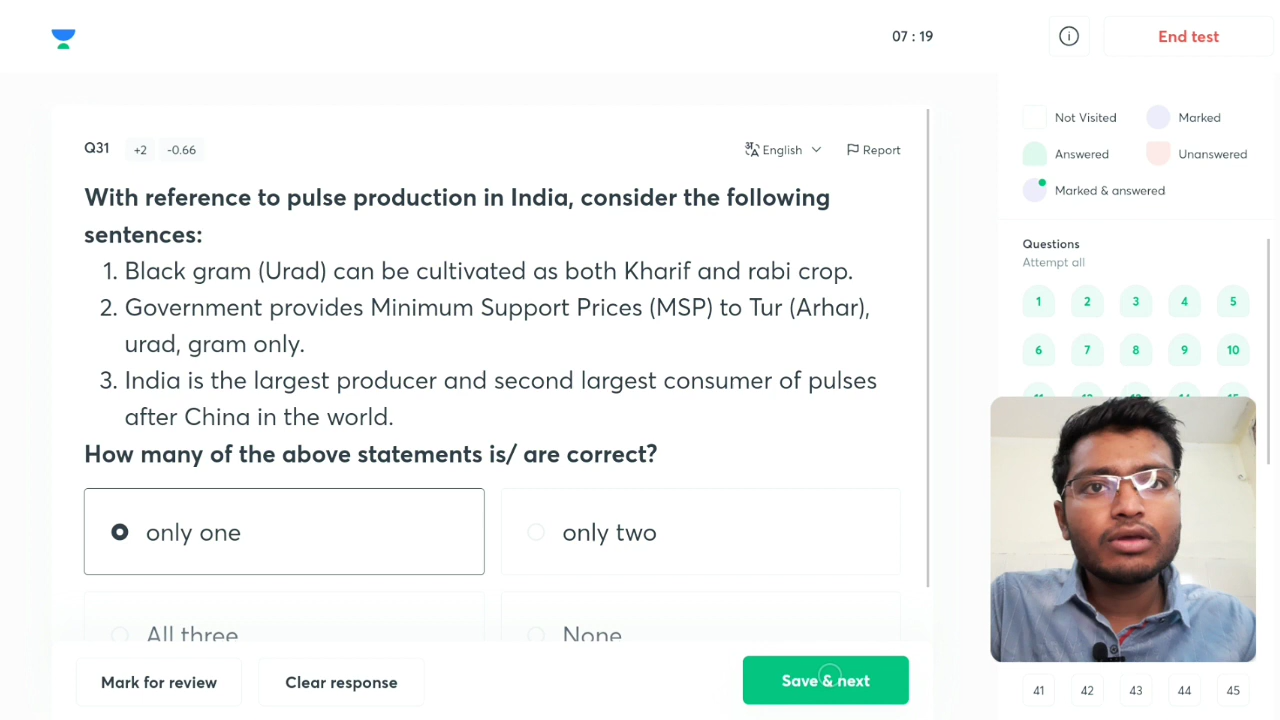 07 : 19
End test
Q31
+2
-0.66
English
Report
With reference to pulse production in India, consider the following
sentences:
1. Black gram (Urad) can be cultivated as both Kharif and rabi crop.
2. Government provides Minimum Support Prices (MSP) to Tur (Arhar),
urad, gram only.
3. India is the largest producer and second largest consumer of pulses
after China in the world.
How many of the above statements is/ are correct?
only one
only two
All three
None
Mark for review
Clear response
Save & next
Not Visited
Marked
Answered
Unanswered
Marked & answered
Questions
Attempt all
1 2 3 4 5
6 7 8 9 10
41 42 43 44 45